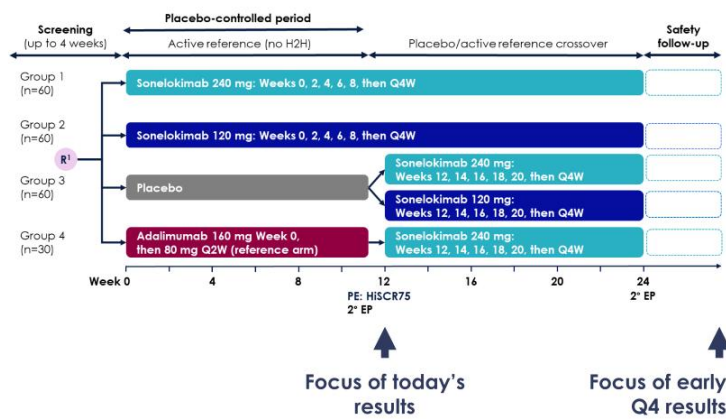 Placebo-controlled period
Screening
(up to 4 weeks)
Active reference (no H2H)
Placebo/active reference crossover
Safety
follow-up
Group 1
(n=60)
Sonelokimab 240 mg: Weeks 0, 2, 4, 6, 8, then Q4W
Group 2
(n=60)
Sonelokimab 120 mg: Weeks 0, 2, 4, 6, 8, then Q4W
R¹
Group 3
(n=60)
Placebo
Sonelokimab 240 mg:
Weeks 12, 14, 16, 18, 20, then Q4W
Sonelokimab 120 mg:
Weeks 12, 14, 16, 18, 20, then Q4W
Group 4
(n=30)
Adalimumab 160 mg Week 0,
then 80 mg Q2W (reference arm)
Sonelokimab 240 mg:
Weeks 12, 14, 16, 18, 20, then Q4W
Week 0 4 8 12 16 20 24
PE: HiSCR75
2° EP
2° EP
Focus of today's
results
Focus of early
Q4 results